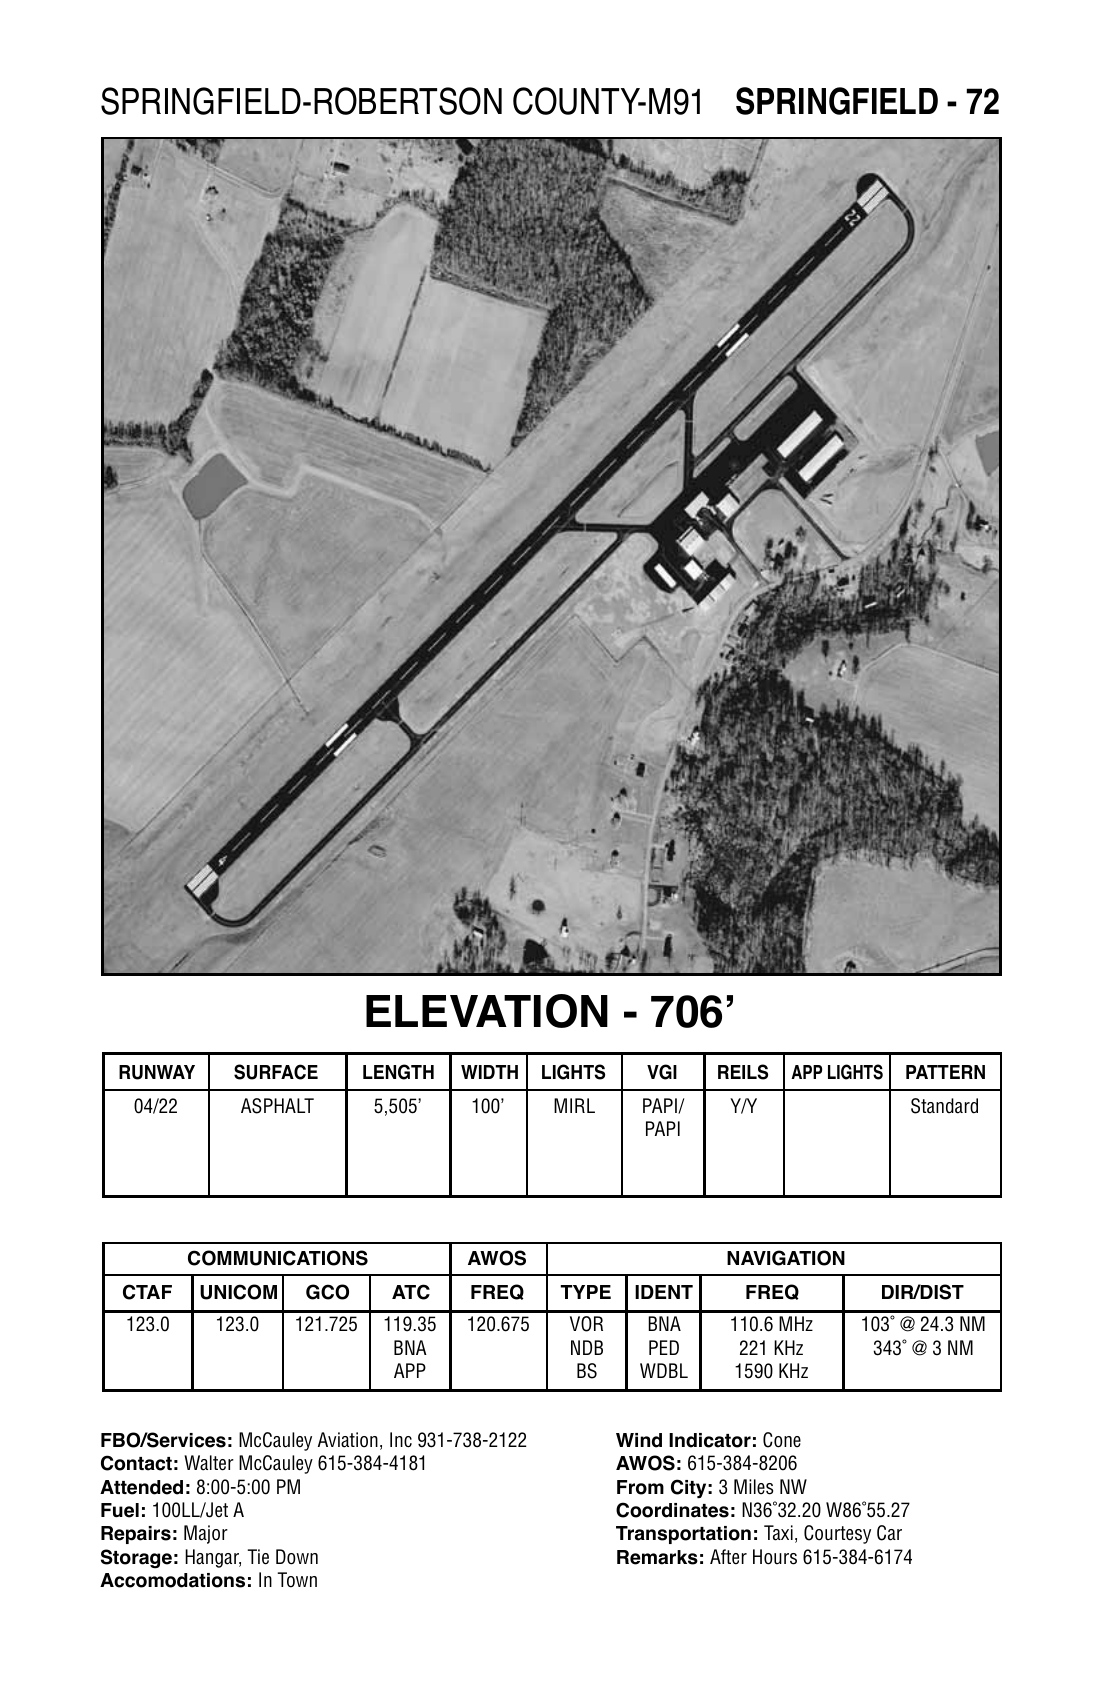 SPRINGFIELD-ROBERTSON COUNTY-M91 SPRINGFIELD - 72
22
4
ELEVATION - 706’
RUNWAY SURFACE LENGTH WIDTH LIGHTS VGI REILS APP LIGHTS PATTERN
04/22 ASPHALT 5,505’ 100’ MIRL PAPI/ Y/Y Standard
PAPI
COMMUNICATIONS AWOS NAVIGATION
CTAF UNICOM GCO ATC FREQ TYPE IDENT FREQ DIR/DIST
123.0 123.0 121.725 119.35 120.675 VOR BNA 110.6 MHz 103˚ @ 24.3 NM
BNA NDB PED 221 KHz 343˚ @ 3 NM
APP BS WDBL 1590 KHz
FBO/Services: McCauley Aviation, Inc 931-738-2122
Contact: Walter McCauley 615-384-4181
Attended: 8:00-5:00 PM
Fuel: 100LL/Jet A
Repairs: Major
Storage: Hangar, Tie Down
Accomodations: In Town
Wind Indicator: Cone
AWOS: 615-384-8206
From City: 3 Miles NW
Coordinates: N36˚32.20 W86˚55.27
Transportation: Taxi, Courtesy Car
Remarks: After Hours 615-384-6174